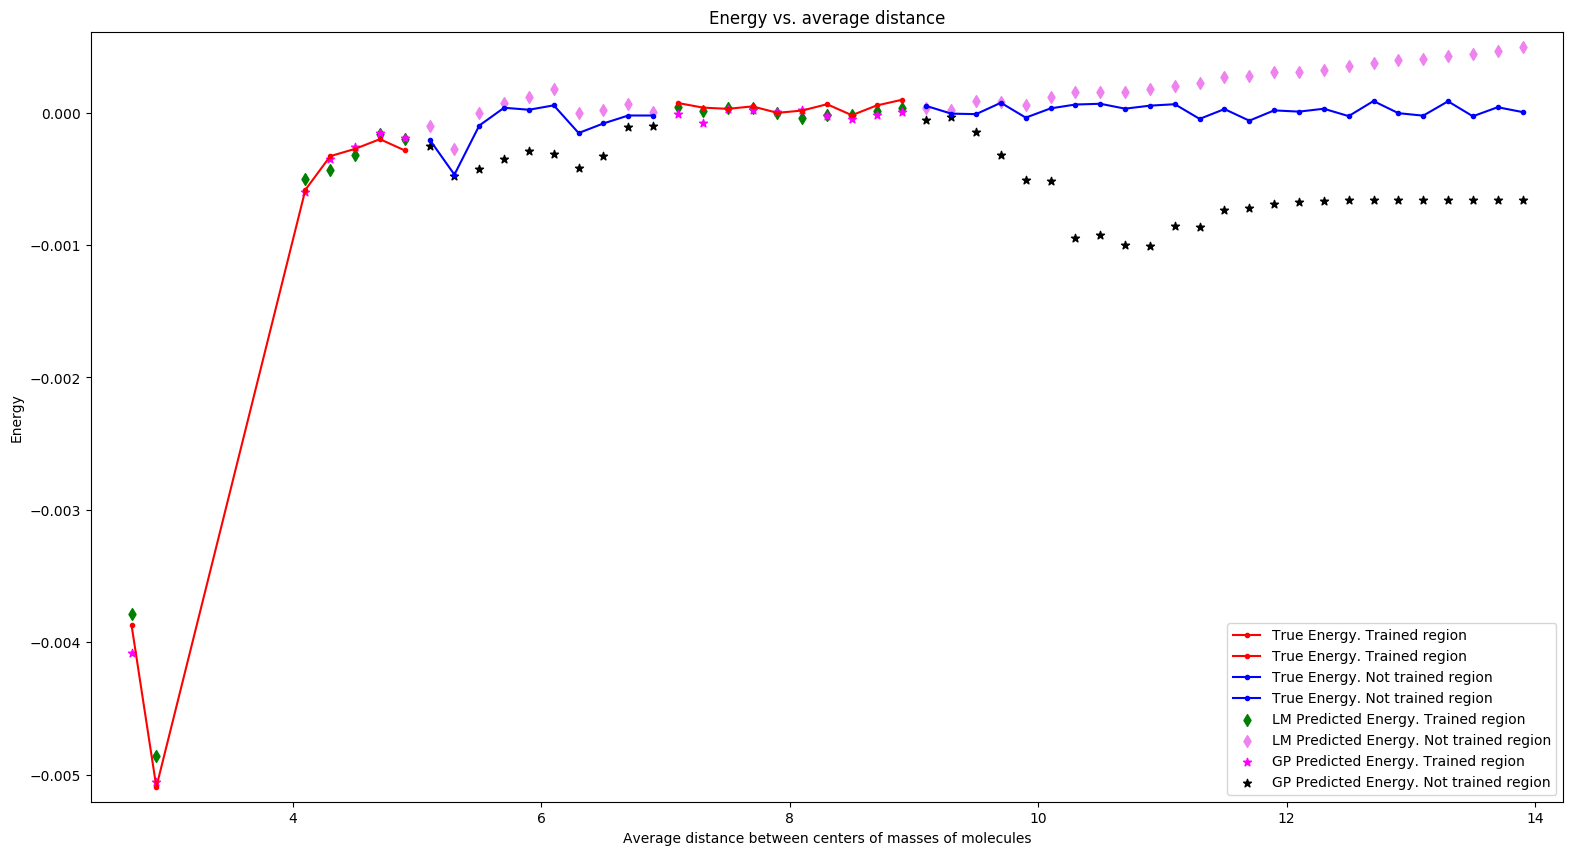 Energy vs. average distance
Energy
0.000
−0.001
−0.002
−0.003
−0.004
−0.005
4
6
8
10
12
14
Average distance between centers of masses of molecules
True Energy. Trained region
True Energy. Trained region
True Energy. Not trained region
True Energy. Not trained region
LM Predicted Energy. Trained region
LM Predicted Energy. Not trained region
GP Predicted Energy. Trained region
GP Predicted Energy. Not trained region